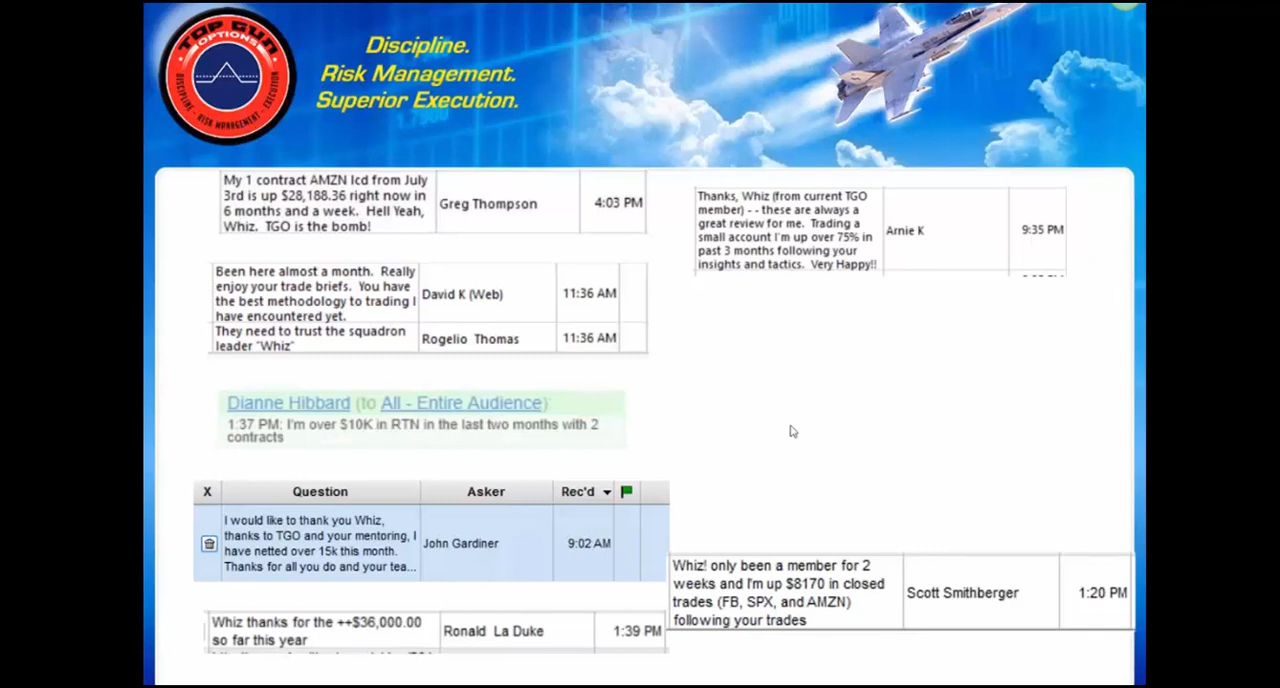 TOP GUN
OPTIONS
DISCIPLINE - RISK MANAGEMENT - EXECUTION
Discipline.
Risk Management.
Superior Execution.
My 1 contract AMZN lcd from July
3rd is up $28,188.36 right now in
6 months and a week. Hell Yeah,
Whiz. TGO is the bomb!
Greg Thompson
4:03 PM
Thanks, Whiz (from current TGO
member) - - these are always a
great review for me. Trading a
small account I'm up over 75% in
past 3 months following your
insights and tactics. Very Happy!!
Arnie K
9:35 PM
Been here almost a month. Really
enjoy your trade briefs. You have
the best methodology to trading I
have encountered yet.
David K (Web)
11:36 AM
They need to trust the squadron
leader "Whiz"
Rogelio Thomas
11:36 AM
Dianne Hibbard (to All - Entire Audience)
1:37 PM: I'm over $10K in RTN in the last two months with 2
contracts
X Question Asker Rec'd
I would like to thank you Whiz,
thanks to TGO and your mentoring, I
have netted over 15k this month.
Thanks for all you do and your tea...
John Gardiner
9:02 AM
Whiz! only been a member for 2
weeks and I'm up $8170 in closed
trades (FB, SPX, and AMZN)
following your trades
Scott Smithberger
1:20 PM
Whiz thanks for the ++$36,000.00
so far this year
Ronald La Duke
1:39 PM